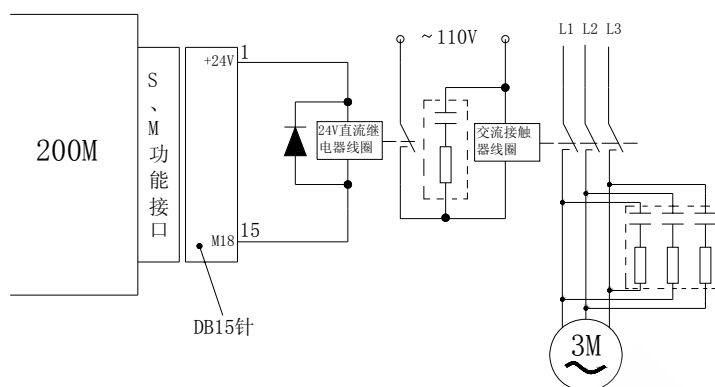 200M
S、M功能接口
+24V
1
M18
15
DB15针
24V直流继
电器线圈
~110V
交流接触
器线圈
L1 L2 L3
3M